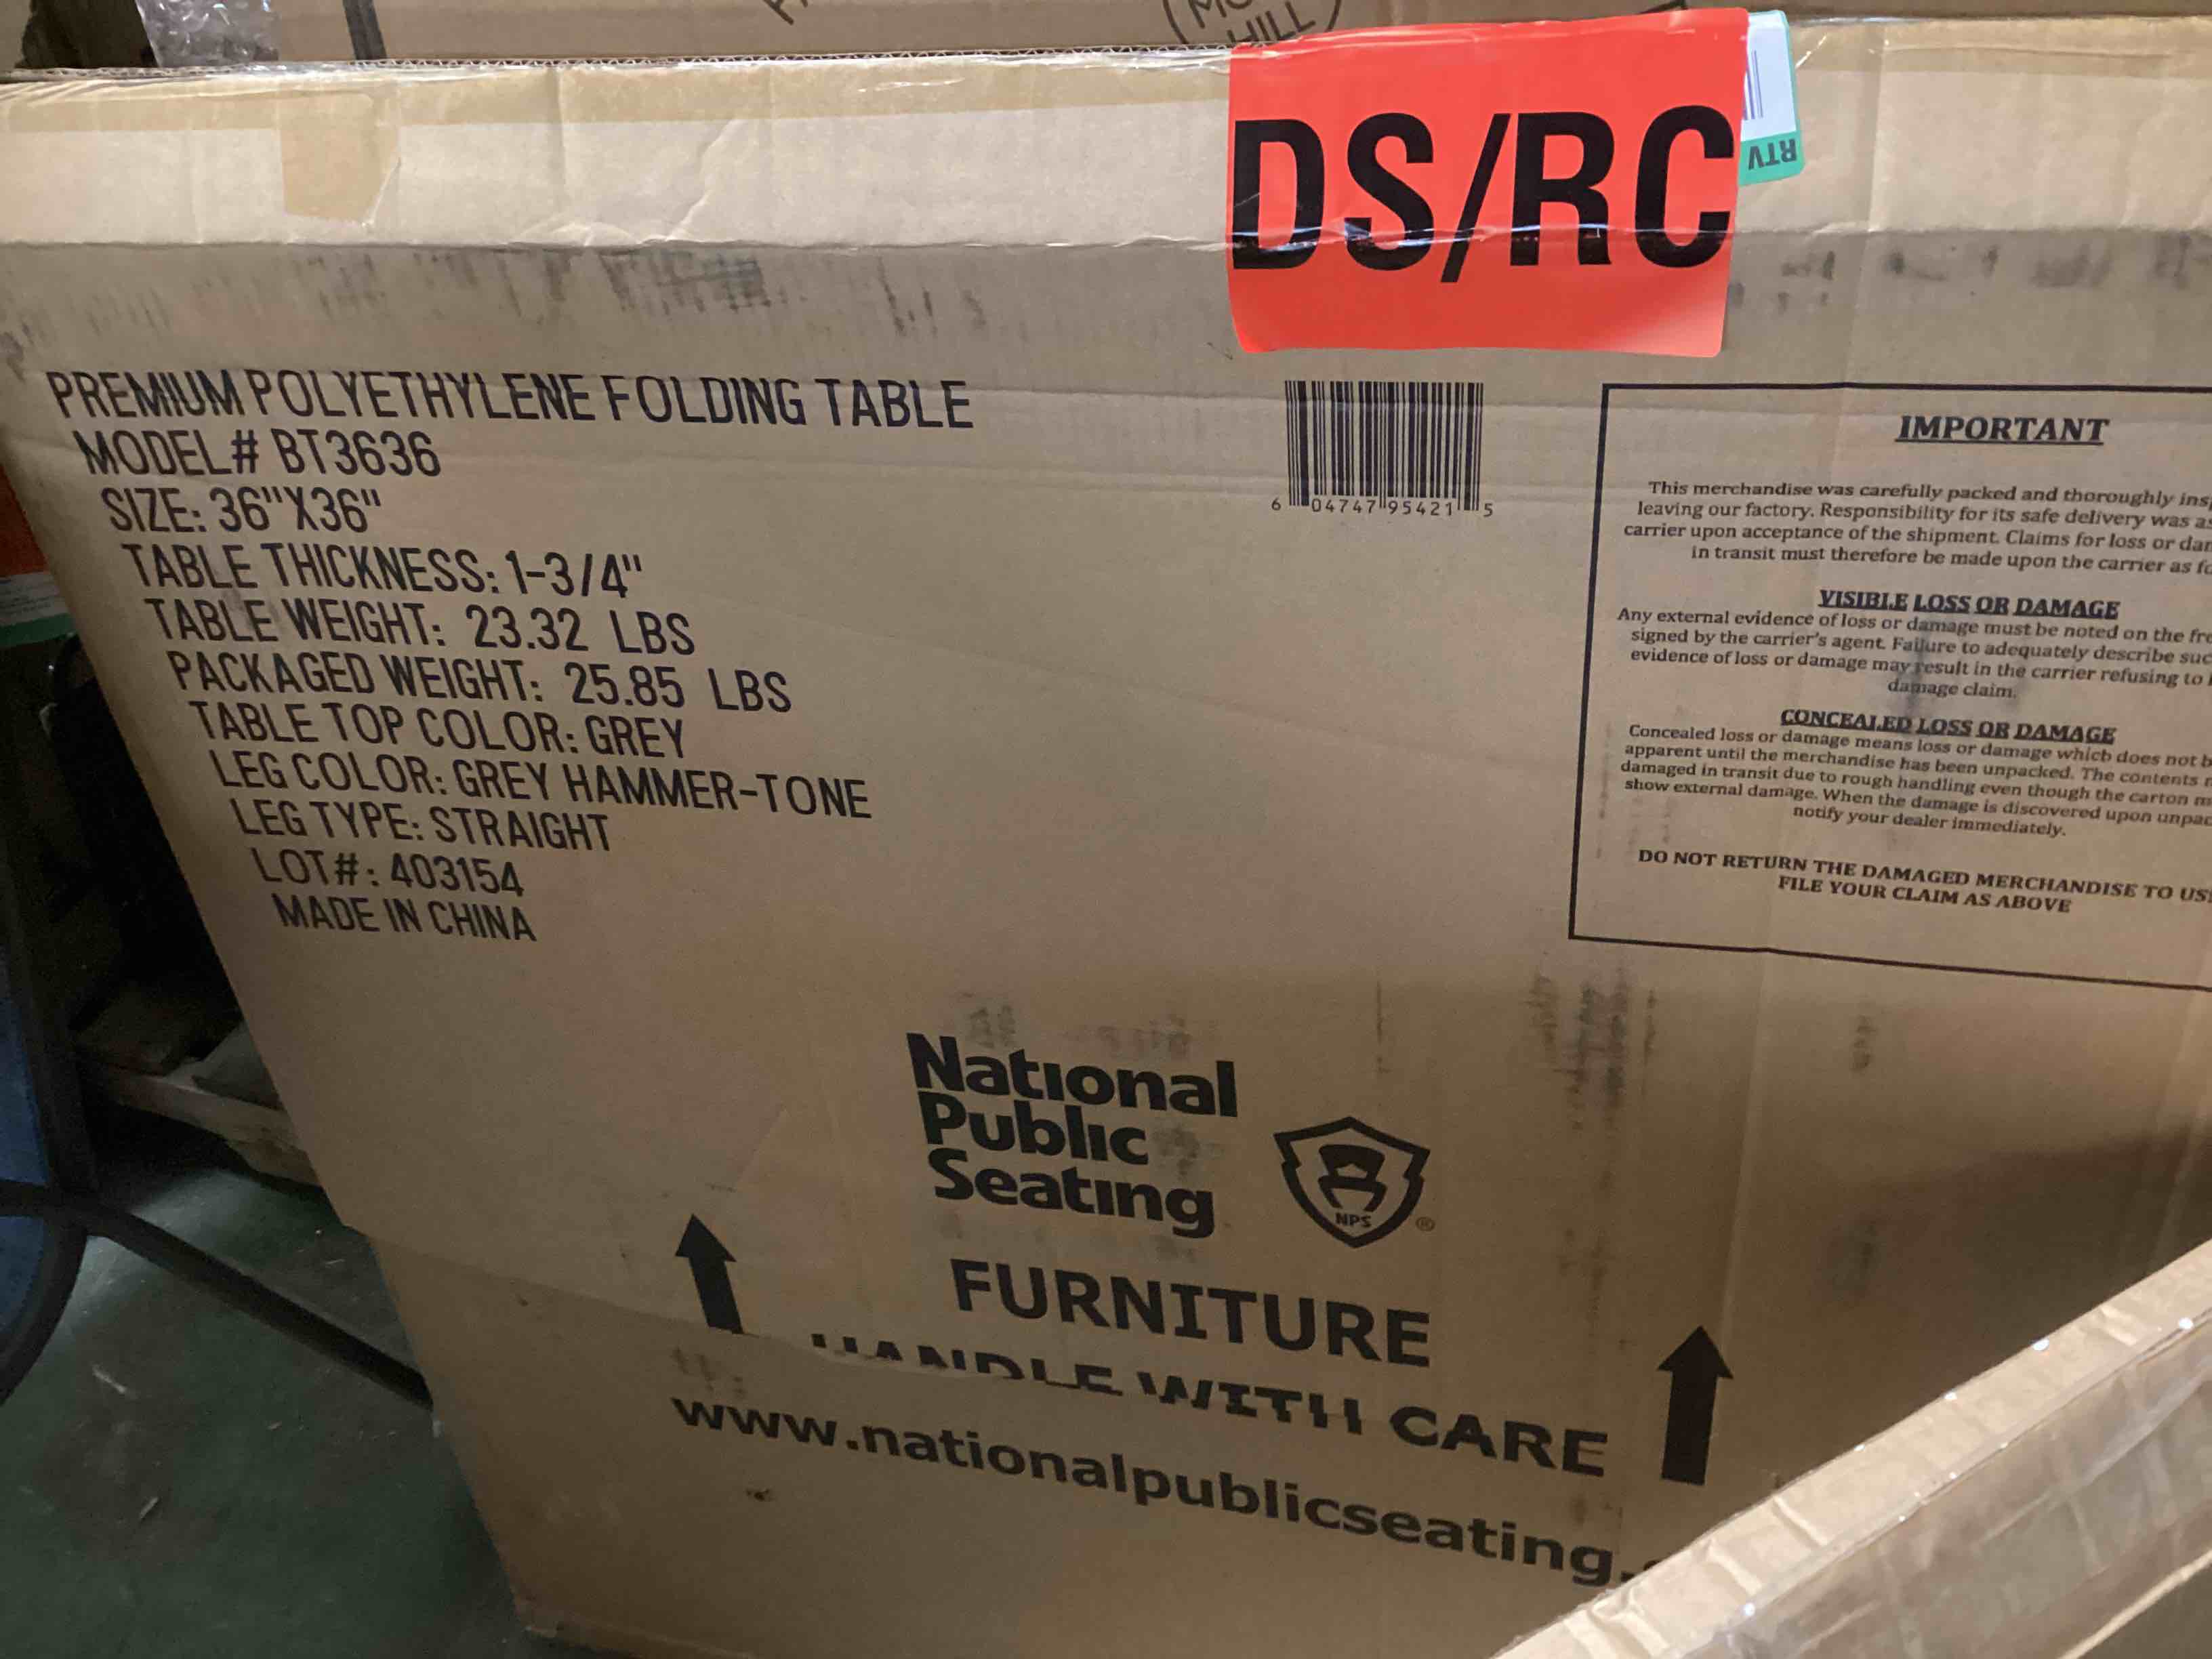 HILL
DS/RC
RTV
PREMIUM POLYETHYLENE FOLDING TABLE
MODEL# BT3636
SIZE: 36"X36"
TABLE THICKNESS: 1-3/4"
TABLE WEIGHT: 23.32 LBS
PACKAGED WEIGHT: 25.85 LBS
TABLE TOP COLOR: GREY
LEG COLOR: GREY HAMMER-TONE
LEG TYPE: STRAIGHT
LOT#: 403154
MADE IN CHINA
6 04747 95421 5
IMPORTANT
This merchandise was carefully packed and thoroughly
leaving our factory. Responsibility for its safe delivery was
carrier upon acceptance of the shipment. Claims for loss or
in transit must therefore be made upon the carrier as
VISIBLE LOSS OR DAMAGE
Any external evidence of loss or damage must be noted on the
signed by the carrier's agent. Failure to adequately describe
evidence of loss or damage may result in the carrier refusing to
damage claim.
CONCEALED LOSS OR DAMAGE
Concealed loss or damage means loss or damage which does not
apparent until the merchandise has been unpacked. The contents
damaged in transit due to rough handling even though the carton
show external damage. When the damage is discovered upon
notify your dealer immediately.
DO NOT RETURN THE DAMAGED MERCHANDISE TO US
FILE YOUR CLAIM AS ABOVE
National
Public
Seating
NPS
®
FURNITURE
HANDLE WITH CARE
www.nationalpublicseating.